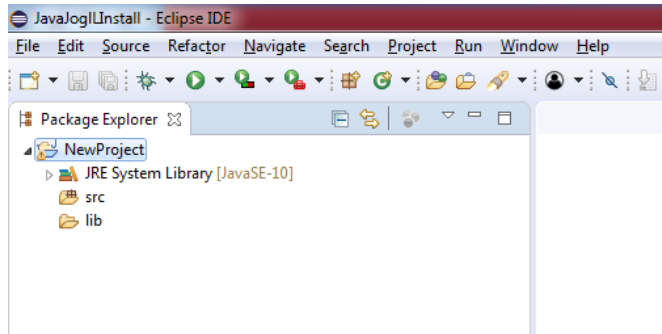 JavaJoglLInstall - Eclipse IDE
File Edit Source Refactor Navigate Search Project Run Window Help
Package Explorer
NewProject
JRE System Library [JavaSE-10]
src
lib